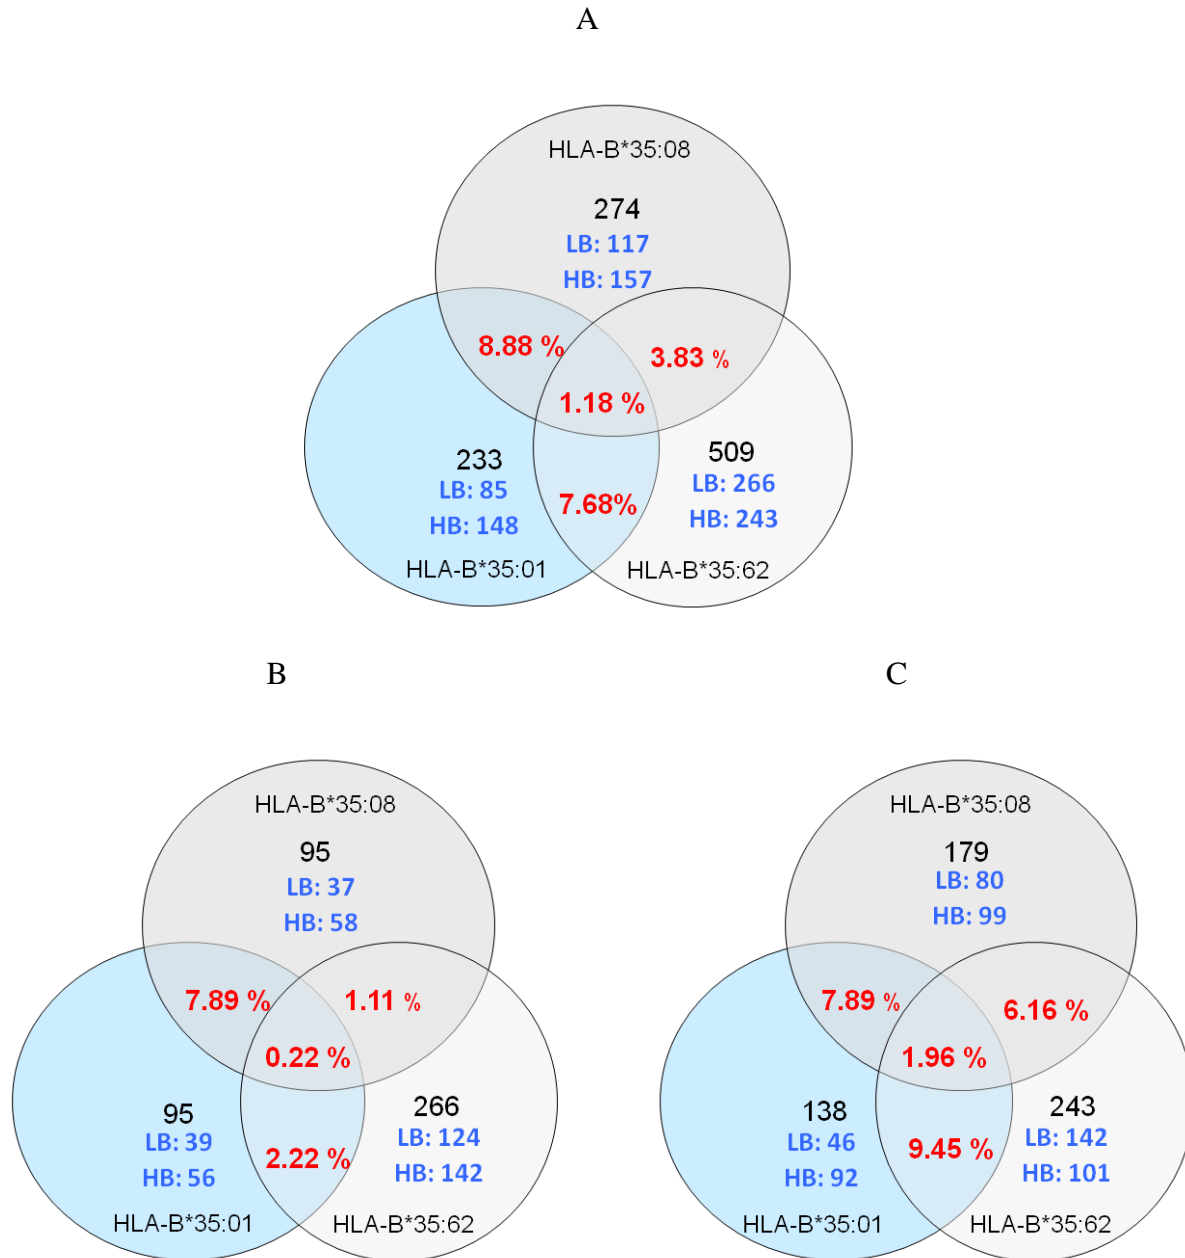 A
HLA-B*35:08
274
LB: 117
HB: 157
8.88 %
3.83 %
1.18 %
233
LB: 85
HB: 148
HLA-B*35:01
7.68%
509
LB: 266
HB: 243
HLA-B*35:62
B
HLA-B*35:08
95
LB: 37
HB: 58
7.89 %
1.11 %
0.22 %
95
LB: 39
HB: 56
HLA-B*35:01
2.22 %
266
LB: 124
HB: 142
HLA-B*35:62
C
HLA-B*35:08
179
LB: 80
HB: 99
7.89 %
6.16 %
1.96 %
138
LB: 46
HB: 92
HLA-B*35:01
9.45 %
243
LB: 142
HB: 101
HLA-B*35:62